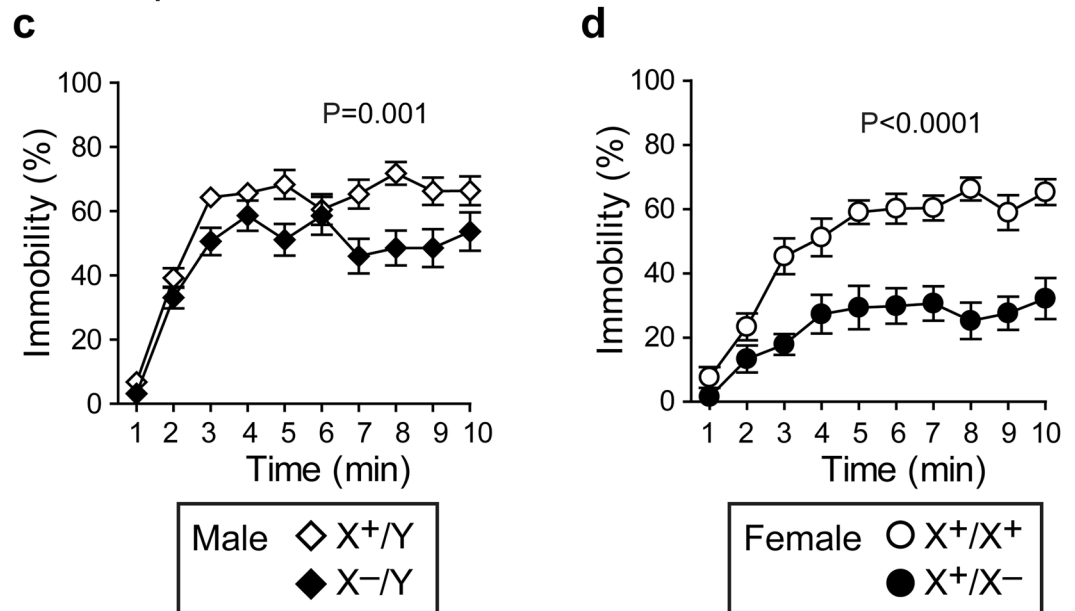 c
d
100
80
60
40
20
0
Immobility (%)
P=0.001
1 2 3 4 5 6 7 8 9 10
Time (min)
Male X+/Y
X−/Y
100
80
60
40
20
0
Immobility (%)
P<0.0001
1 2 3 4 5 6 7 8 9 10
Time (min)
Female X+/X+
X+/X−